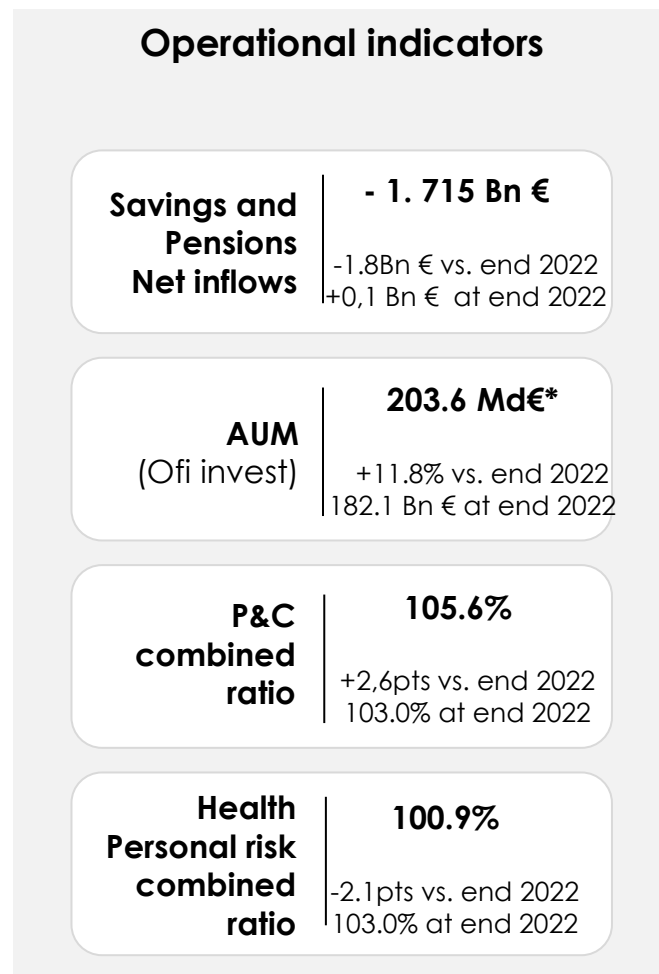 Operational indicators
Savings and
Pensions
Net inflows
- 1. 715 Bn €
-1.8Bn € vs. end 2022
+0,1 Bn € at end 2022
AUM
(Ofi invest)
203.6 Md€*
+11.8% vs. end 2022
182.1 Bn € at end 2022
P&C
combined
ratio
105.6%
+2,6pts vs. end 2022
103.0% at end 2022
Health
Personal risk
combined
ratio
100.9%
-2.1pts vs. end 2022
103.0% at end 2022